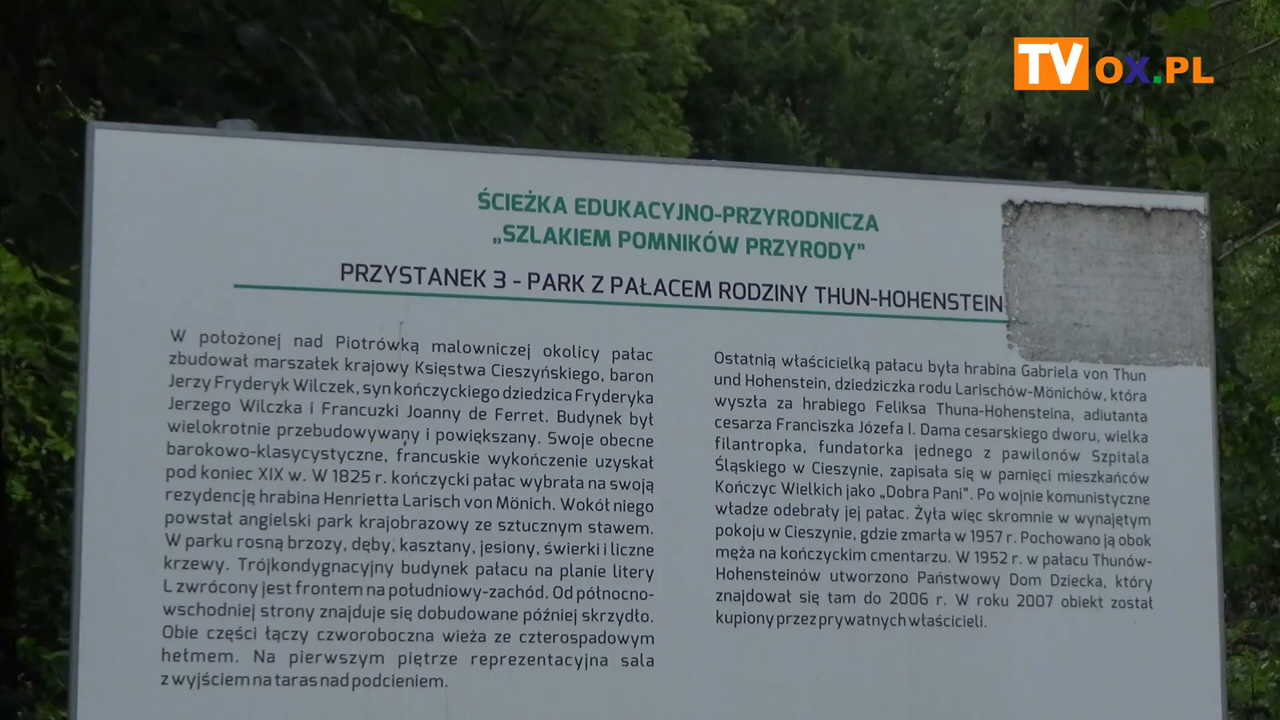 TVOX.PL
ŚCIEŻKA EDUKACYJNO-PRZYRODNICZA
„SZLAKIEM POMNIKÓW PRZYRODY”
PRZYSTANEK 3 - PARK Z PAŁACEM RODZINY THUN-HOHENSTEIN
W położonej nad Piotrówką malowniczej okolicy pałac
zbudował marszałek krajowy Księstwa Cieszyńskiego, baron
Jerzy Fryderyk Wilczek, syn kończyckiego dziedzica Fryderyka
Jerzego Wilczka i Francuzki Joanny de Ferret. Budynek był
wielokrotnie przebudowywany i powiększany. Swoje obecne
barokowo-klasycystyczne, francuskie wykończenie uzyskał
pod koniec XIX w. W 1825 r. kończycki pałac wybrała na swoją
rezydencję hrabina Henrietta Larisch von Mönich. Wokół niego
powstał angielski park krajobrazowy ze sztucznym stawem.
W parku rosną brzozy, dęby, kasztany, jesiony, świerki i liczne
krzewy. Trójkondygnacyjny budynek pałacu na planie litery
L zwrócony jest frontem na południowy-zachód. Od północno-
wschodniej strony znajduje się dobudowane później skrzydło.
Obie części łączy czworoboczna wieża ze czterospadowym
hełmem. Na pierwszym piętrze reprezentacyjna sala
z wyjściem na taras nad podcieniem.
Ostatnią właścicielką pałacu była hrabina Gabriela von Thun
und Hohenstein, dziedziczka rodu Larischów-Mönichów, która
wyszła za hrabiego Feliksa Thuna-Hohensteina, adiutanta
cesarza Franciszka Józefa I. Dama cesarskiego dworu, wielka
filantropka, fundatorka jednego z pawilonów Szpitala
Śląskiego w Cieszynie, zapisała się w pamięci mieszkańców
Kończyc Wielkich jako „Dobra Pani”. Po wojnie komunistyczne
władze odebrały jej pałac. Żyła więc skromnie w wynajętym
pokoju w Cieszynie, gdzie zmarła w 1957 r. Pochowano ją obok
męża na kończyckim cmentarzu. W 1952 r. w pałacu Thunów-
Hohensteinów utworzono Państwowy Dom Dziecka, który
znajdował się tam do 2006 r. W roku 2007 obiekt został
kupiony przez prywatnych właścicieli.